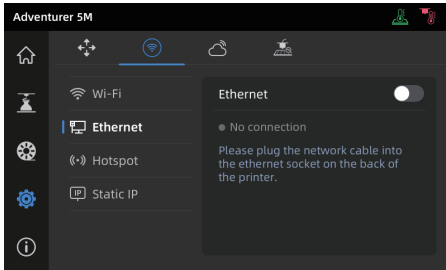 Adventurer 5M
Wi-Fi
Ethernet
Hotspot
IP Static IP
Ethernet
No connection
Please plug the network cable into
the ethernet socket on the back of
the printer.